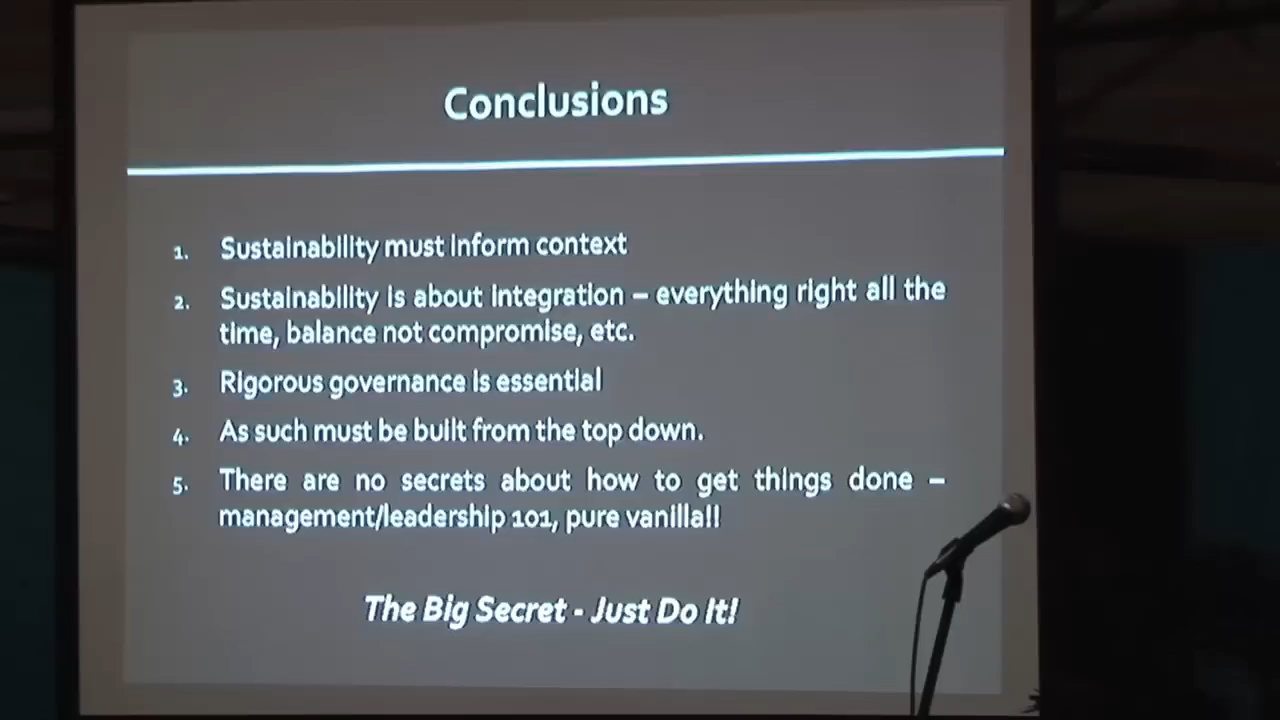 Conclusions
1. Sustainability must inform context
2. Sustainability is about integration – everything right all the
time, balance not compromise, etc.
3. Rigorous governance is essential
4. As such must be built from the top down.
5. There are no secrets about how to get things done –
management/leadership 101, pure vanilla!!
The Big Secret - Just Do It!